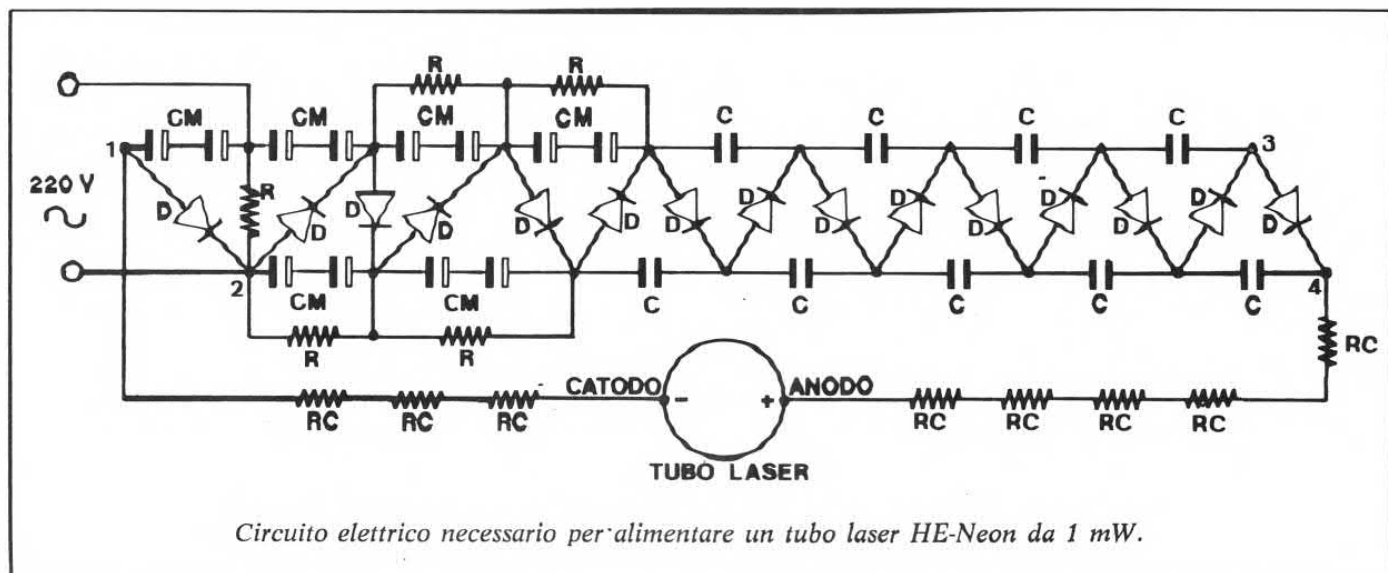 R R
CM CM CM CM C C C C
1 3
220 V R
D D D D D D D D D D D D D D D
2 4
CM CM C C C C C
R R RC
CATODO - + ANODO
RC RC RC RC RC RC RC
TUBO LASER
Circuito elettrico necessario per alimentare un tubo laser HE-Neon da 1 mW.